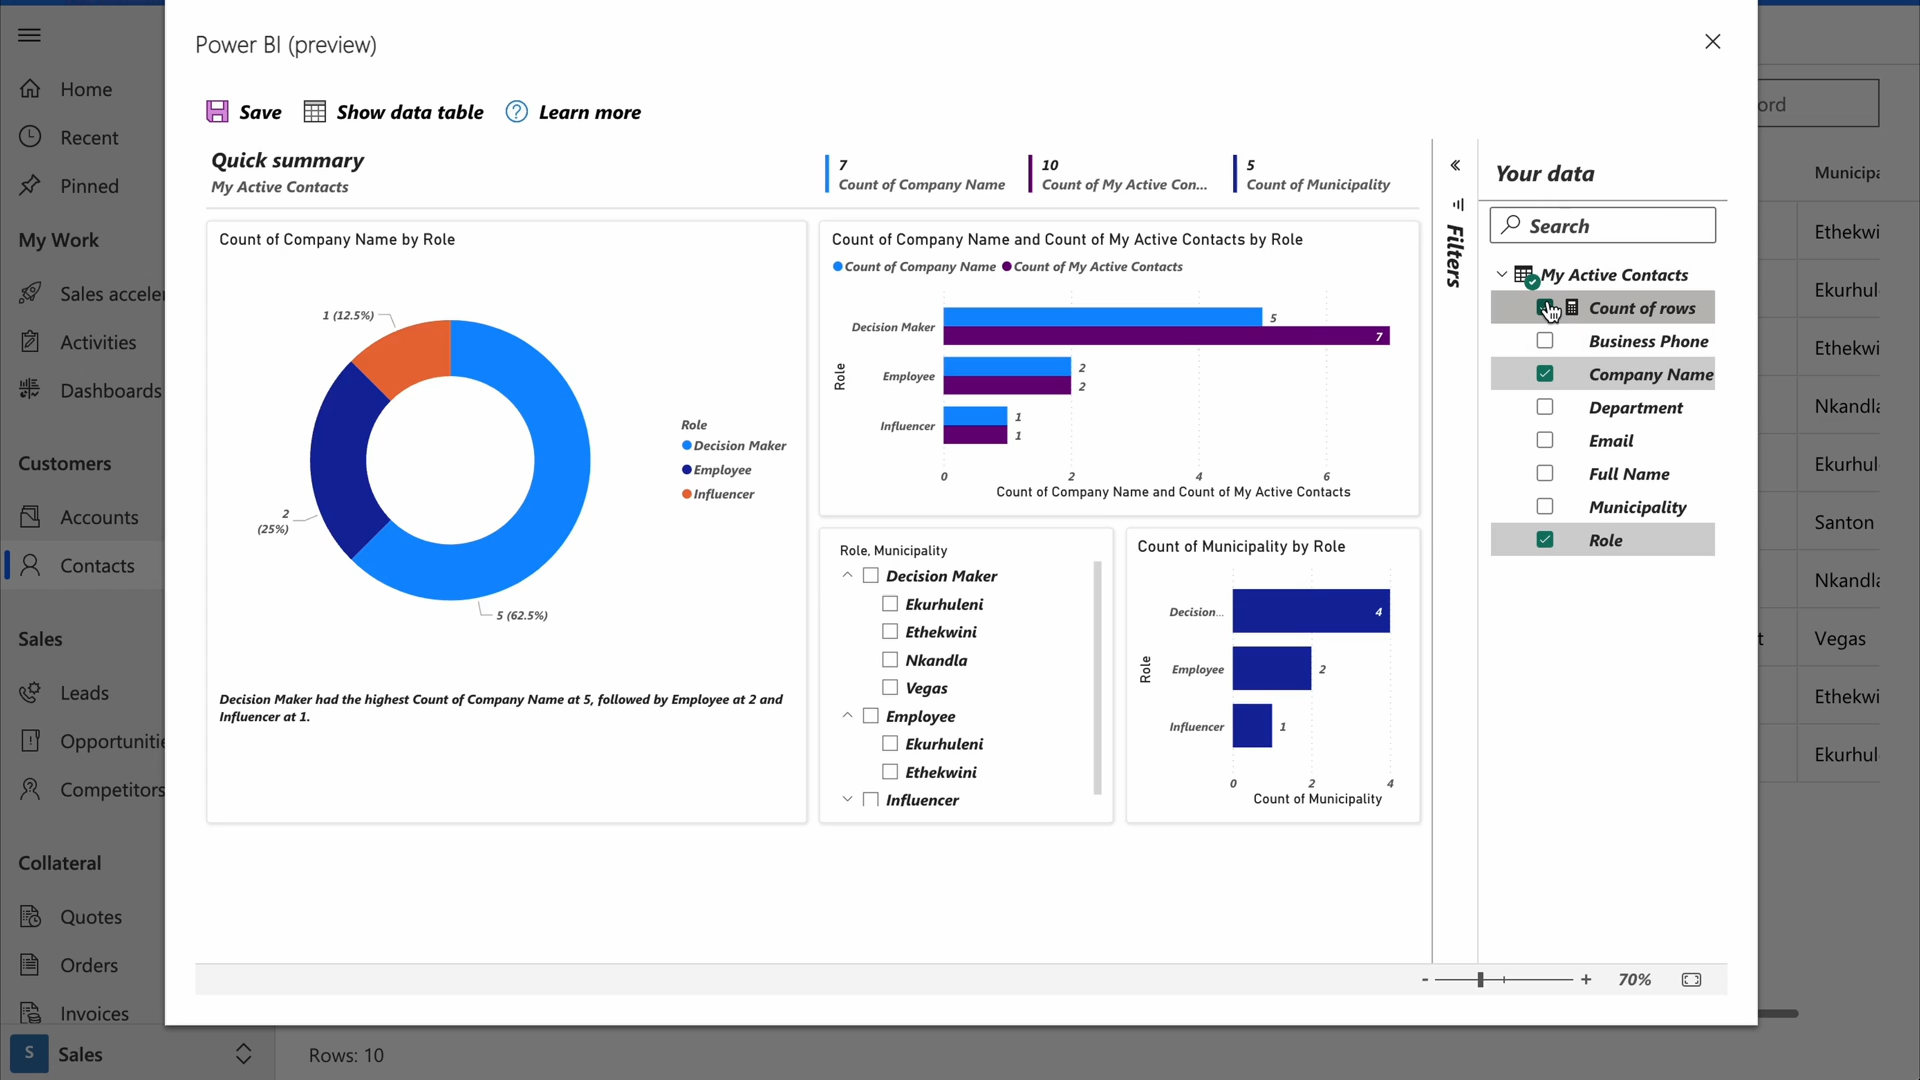 Power BI (preview)
Home
Recent
Pinned
My Work
Sales acceler
Activities
Dashboards
Customers
Accounts
Contacts
Sales
Leads
Opportuniti
Competitors
Collateral
Quotes
Orders
Invoices
S
Sales
Rows: 10
Save
Show data table
? Learn more
Quick summary
My Active Contacts
7
Count of Company Name
10
Count of My Active Con...
5
Count of Municipality
Count of Company Name by Role
1 (12.5%)
2
(25%)
5 (62.5%)
Role
Decision Maker
Employee
Influencer
Decision Maker had the highest Count of Company Name at 5, followed by Employee at 2 and
Influencer at 1.
Count of Company Name and Count of My Active Contacts by Role
Count of Company Name Count of My Active Contacts
Role
Decision Maker
5
7
Employee
2
2
Influencer
1
1
0 2 4 6
Count of Company Name and Count of My Active Contacts
Role, Municipality
Decision Maker
Ekurhuleni
Ethekwini
Nkandla
Vegas
Employee
Ekurhuleni
Ethekwini
Influencer
Count of Municipality by Role
Role
Decision... 4
Employee 2
Influencer 1
0 2 4
Count of Municipality
Filters
Your data
Search
My Active Contacts
Count of rows
Business Phone
Company Name
Department
Email
Full Name
Municipality
Role
- + 70%
ord
Municipa
Ethekwi
Ekurhul
Ethekwi
Nkandla
Ekurhul
Santon
Nkandla
t Vegas
Ethekwi
Ekurhul